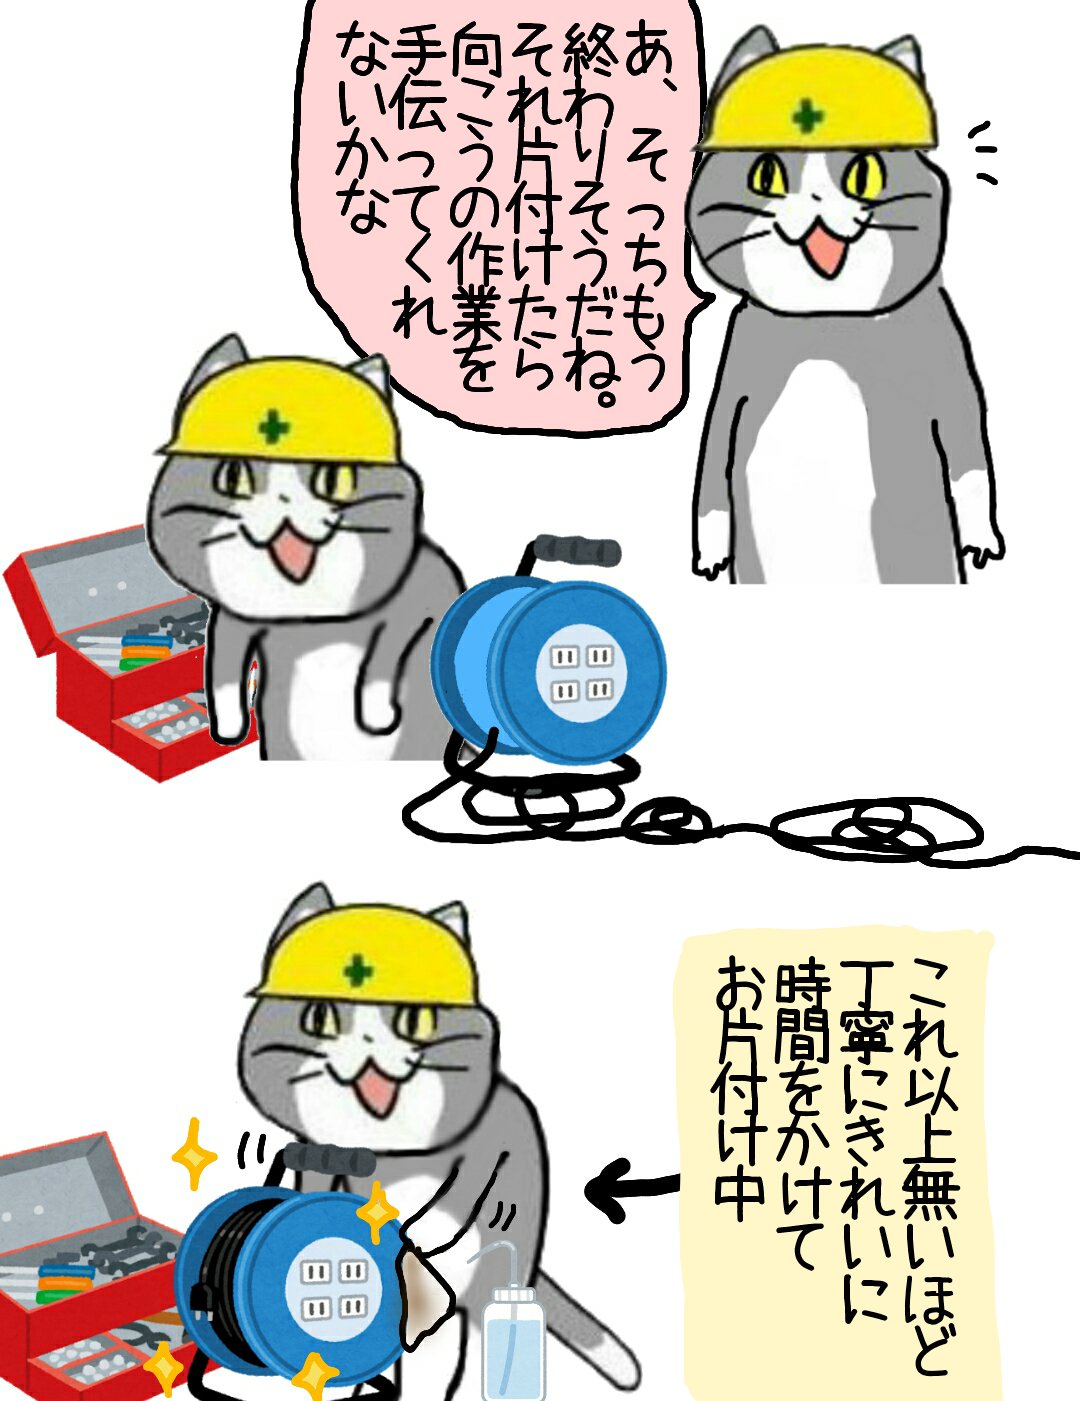 あ、そっちもう
終わりそうだね。
それ片付けたら
向こうの作業を
手伝ってくれ
ないかな
これ以上無いほど
丁寧にきれいに
時間をかけて
お片付け中